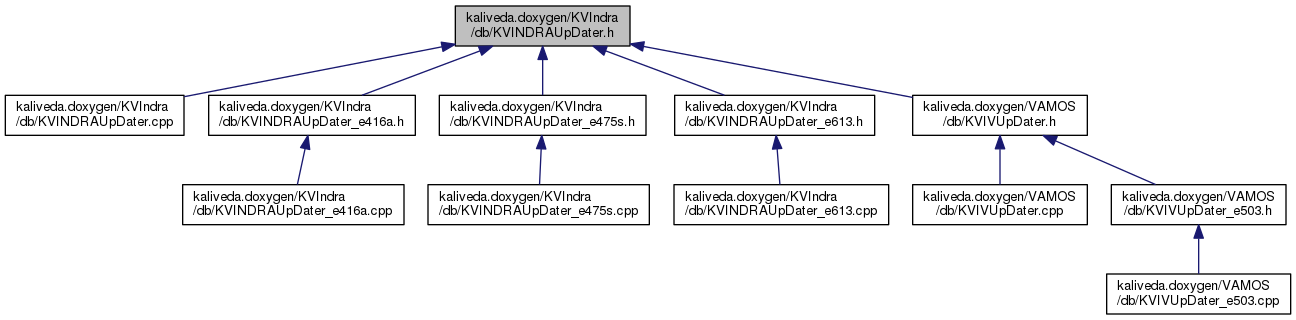 kaliveda.doxygen/KVIndra
/db/KVINDRAUpDater.h
kaliveda.doxygen/KVIndra
/db/KVINDRAUpDater.cpp
kaliveda.doxygen/KVIndra
/db/KVINDRAUpDater_e416a.h
kaliveda.doxygen/KVIndra
/db/KVINDRAUpDater_e475s.h
kaliveda.doxygen/KVIndra
/db/KVINDRAUpDater_e613.h
kaliveda.doxygen/VAMOS
/db/KVIVUpDater.h
kaliveda.doxygen/KVIndra
/db/KVINDRAUpDater_e416a.cpp
kaliveda.doxygen/KVIndra
/db/KVINDRAUpDater_e475s.cpp
kaliveda.doxygen/KVIndra
/db/KVINDRAUpDater_e613.cpp
kaliveda.doxygen/VAMOS
/db/KVIVUpDater.cpp
kaliveda.doxygen/VAMOS
/db/KVIVUpDater_e503.h
kaliveda.doxygen/VAMOS
/db/KVIVUpDater_e503.cpp